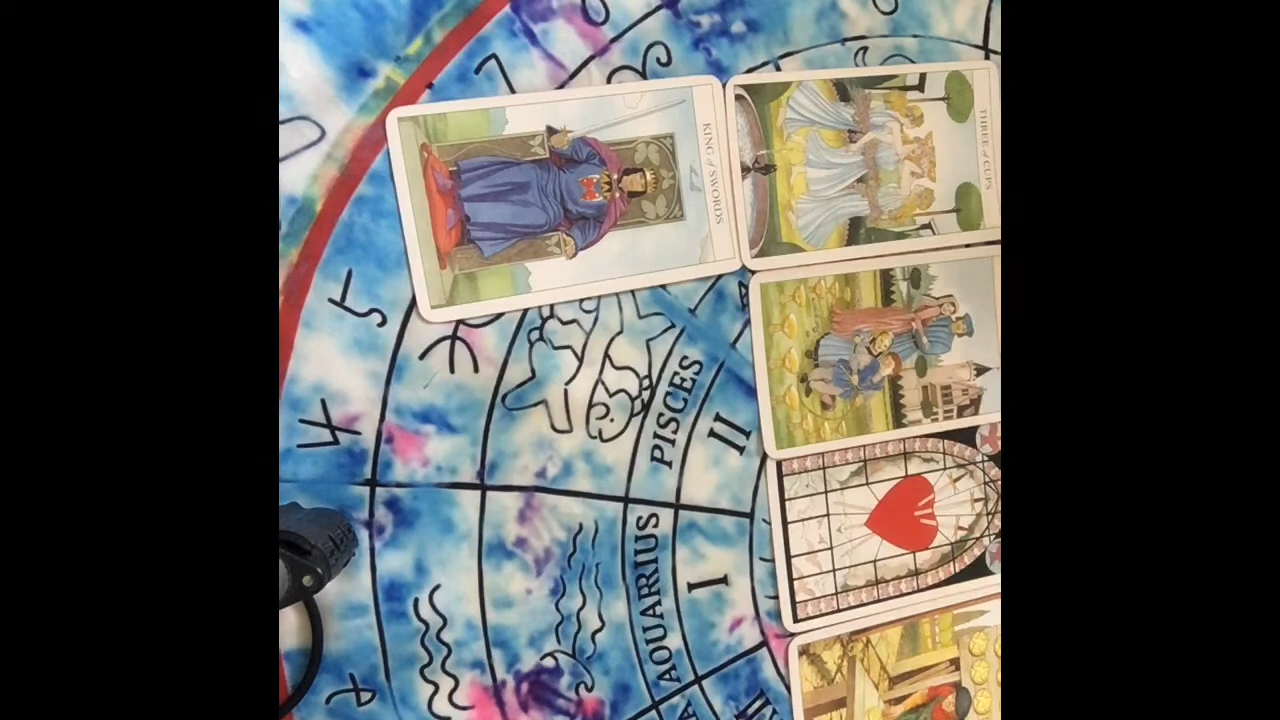 KING of SWORDS
THREE of CUPS
PISCES
II
AQUARIUS
I